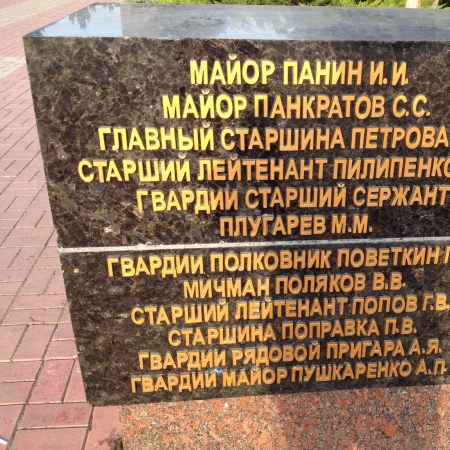 МАЙОР ПАНИН И.И.
МАЙОР ПАНКРАТОВ С.С.
ГЛАВНЫЙ СТАРШИНА ПЕТРОВА
СТАРШИЙ ЛЕЙТЕНАНТ ПИЛИПЕНКО
ГВАРДИИ СТАРШИЙ СЕРЖАНТ
ПЛУГАРЕВ М.М.
ГВАРДИИ ПОЛКОВНИК ПОВЕТКИН
МИЧМАН ПОЛЯКОВ В.В.
СТАРШИЙ ЛЕЙТЕНАНТ ПОПОВ Г.В.
СТАРШИНА ПОПРАВКА П.В.
ГВАРДИИ РЯДОВОЙ ПРИГАРА А.Я.
ГВАРДИИ МАЙОР ПУШКАРЕНКО А.П.